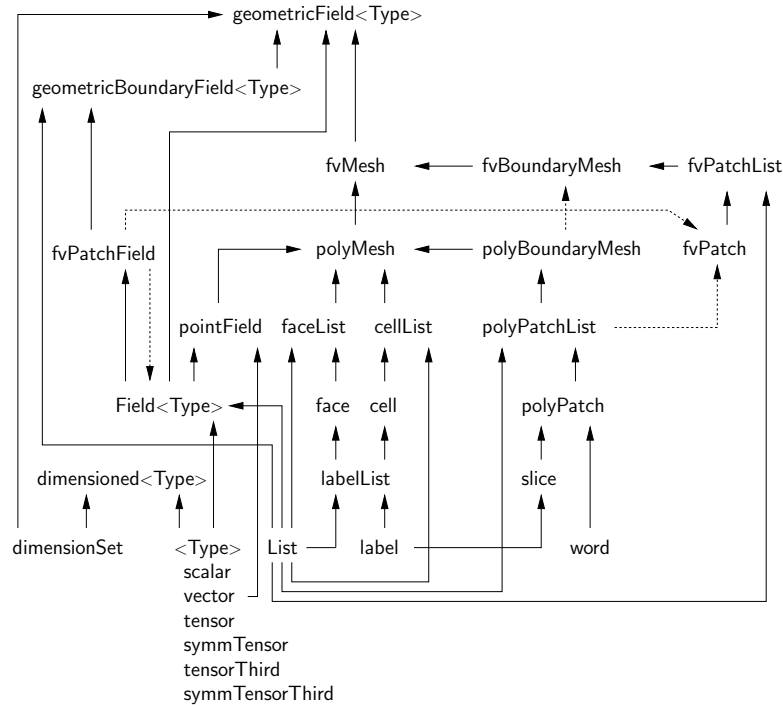 geometricField<Type>
geometricBoundaryField<Type>
fvMesh fvBoundaryMesh fvPatchList
fvPatchField polyMesh polyBoundaryMesh fvPatch
pointField faceList cellList polyPatchList
Field<Type> face cell polyPatch
dimensioned<Type> labelList slice
dimensionSet <Type> List label word
scalar
vector
tensor
symmTensor
tensorThird
symmTensorThird